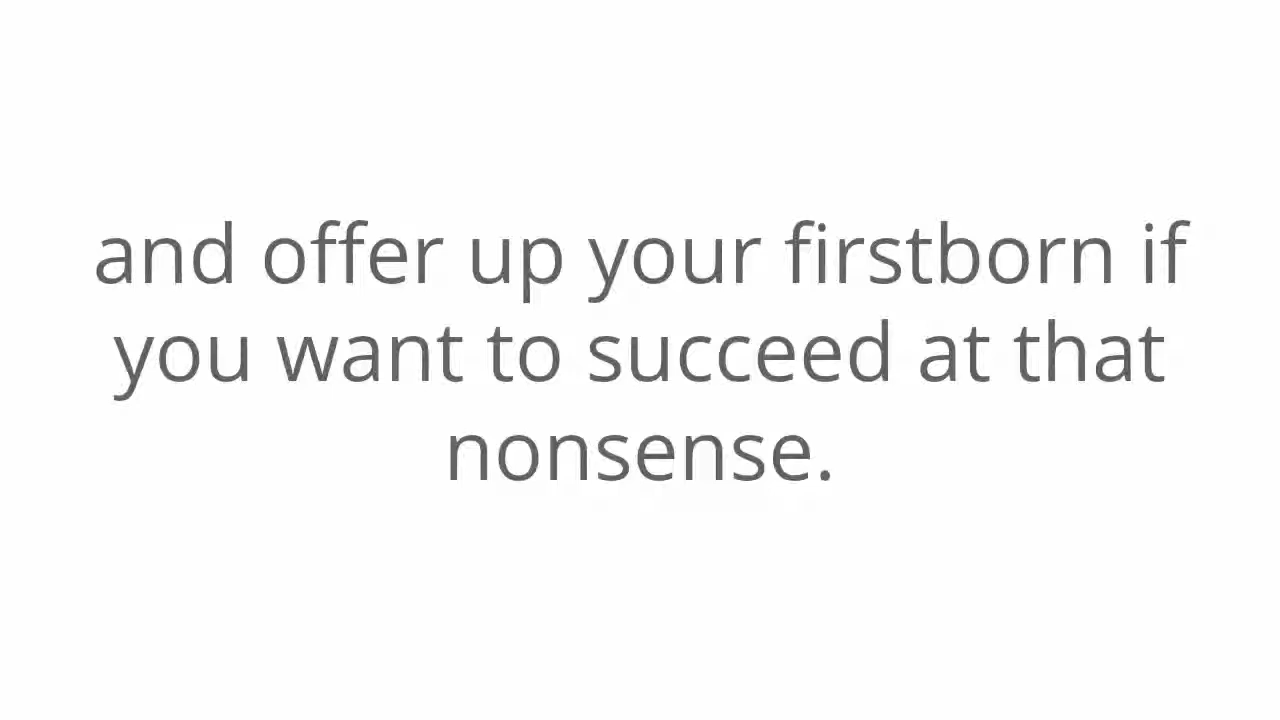 and offer up your firstborn if
you want to succeed at that
nonsense.